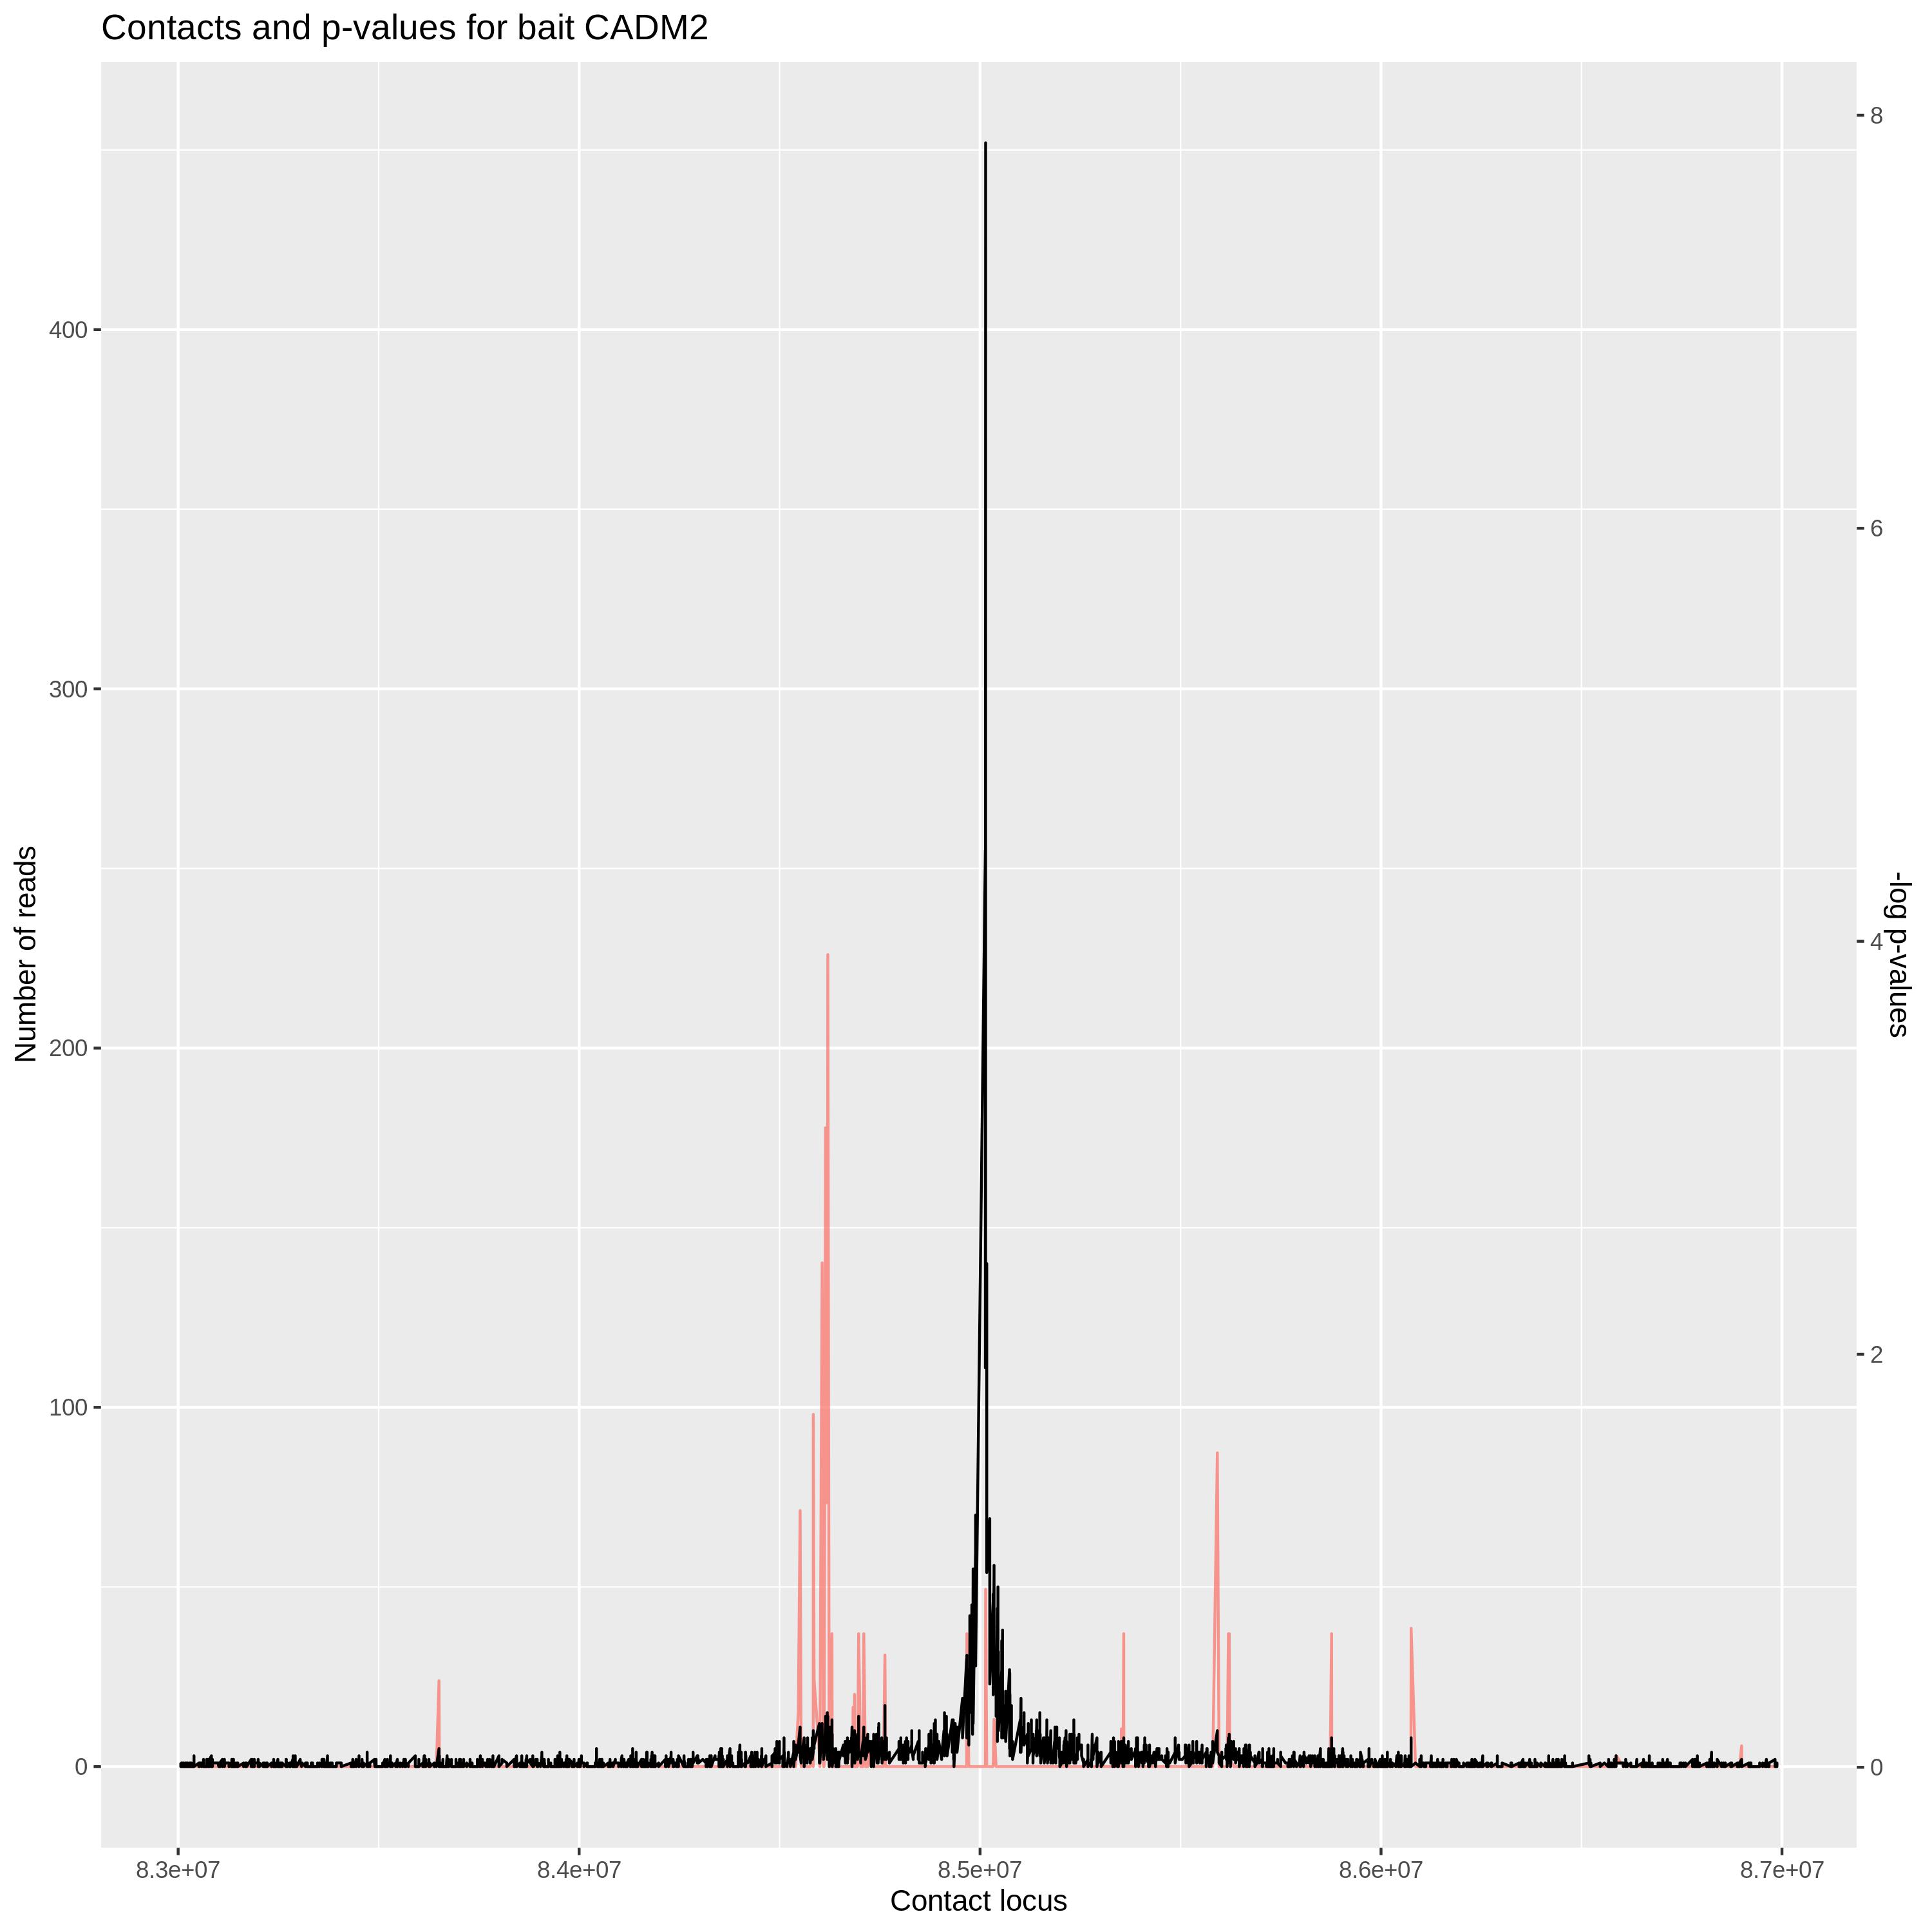 Contacts and p-values for bait CADM2
Number of reads
400
300
200
100
0
8
6
4
2
0
-log p-values
8.3e+07 8.4e+07 8.5e+07 8.6e+07 8.7e+07
Contact locus